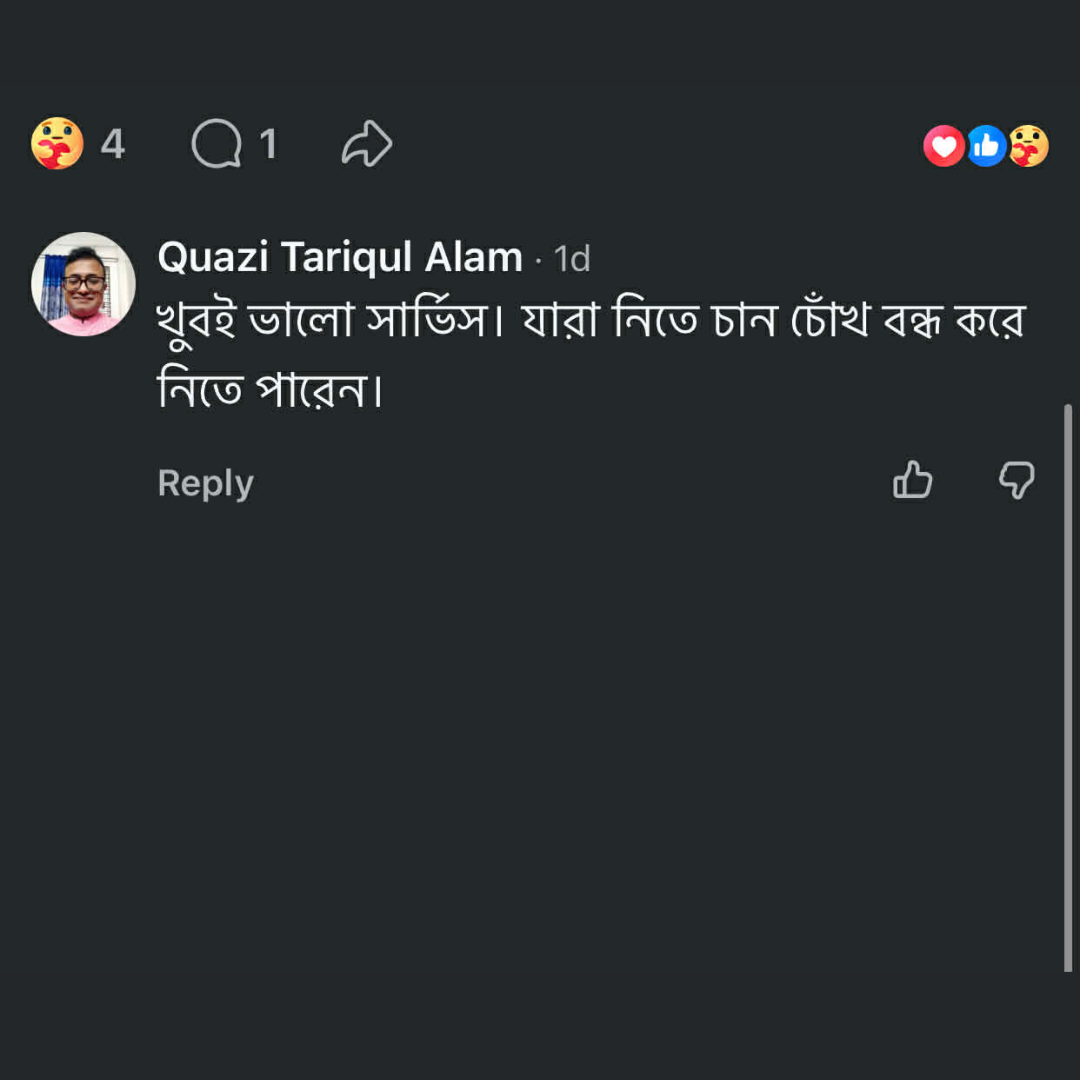 4 1
Quazi Tariqul Alam · 1d
খুবই ভালো সার্ভিস। যারা নিতে চান চোঁখ বন্ধ করে
নিতে পারেন।
Reply